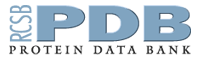 RCSB
PDB
PROTEIN DATA BANK